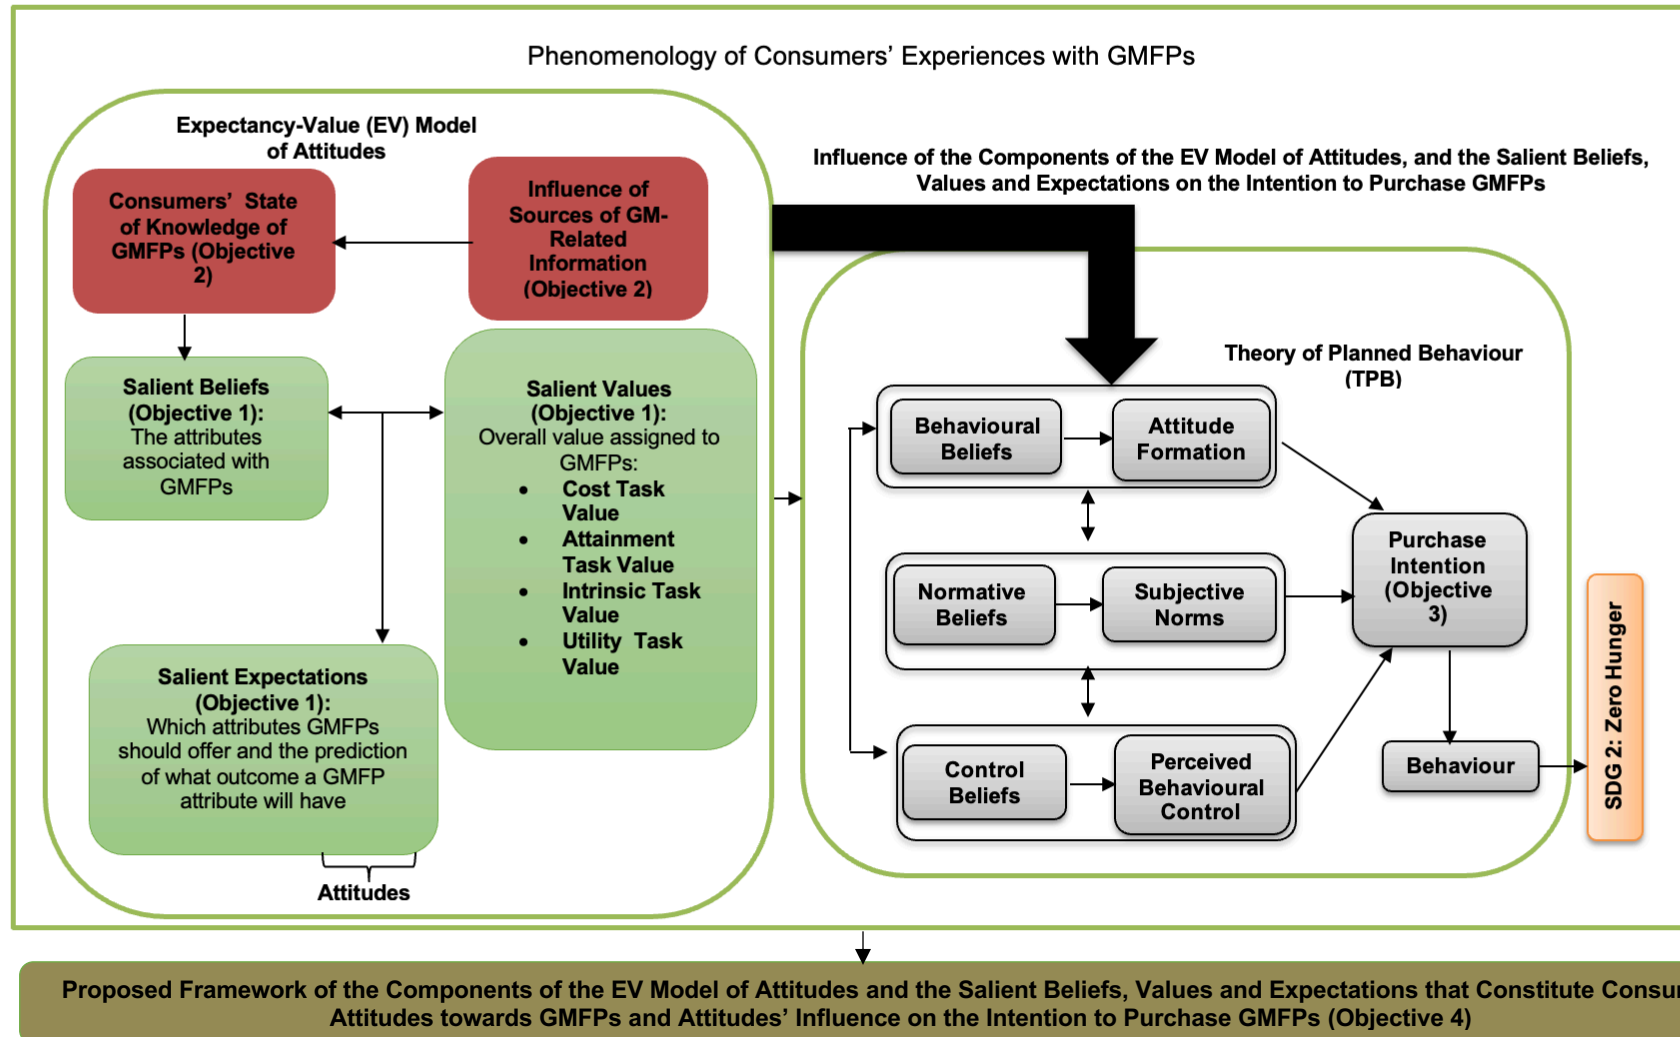 Phenomenology of Consumers’ Experiences with GMFPs
Expectancy-Value (EV) Model
of Attitudes
Consumers’ State
of Knowledge of
GMFPs (Objective
2)
Influence of
Sources of GM-
Related
Information
(Objective 2)
Salient Beliefs
(Objective 1):
The attributes
associated with
GMFPs
Salient Values
(Objective 1):
Overall value assigned to
GMFPs:
• Cost Task
Value
• Attainment
Task Value
• Intrinsic Task
Value
• Utility Task
Value
Salient Expectations
(Objective 1):
Which attributes GMFPs
should offer and the prediction
of what outcome a GMFP
attribute will have
Attitudes
Influence of the Components of the EV Model of Attitudes, and the Salient Beliefs,
Values and Expectations on the Intention to Purchase GMFPs
Theory of Planned Behaviour
(TPB)
Behavioural
Beliefs
Attitude
Formation
Normative
Beliefs
Subjective
Norms
Control
Beliefs
Perceived
Behavioural
Control
Purchase
Intention
(Objective
3)
Behaviour
SDG 2: Zero Hunger
Proposed Framework of the Components of the EV Model of Attitudes and the Salient Beliefs, Values and Expectations that Constitute
Attitudes towards GMFPs and Attitudes’ Influence on the Intention to Purchase GMFPs (Objective 4)